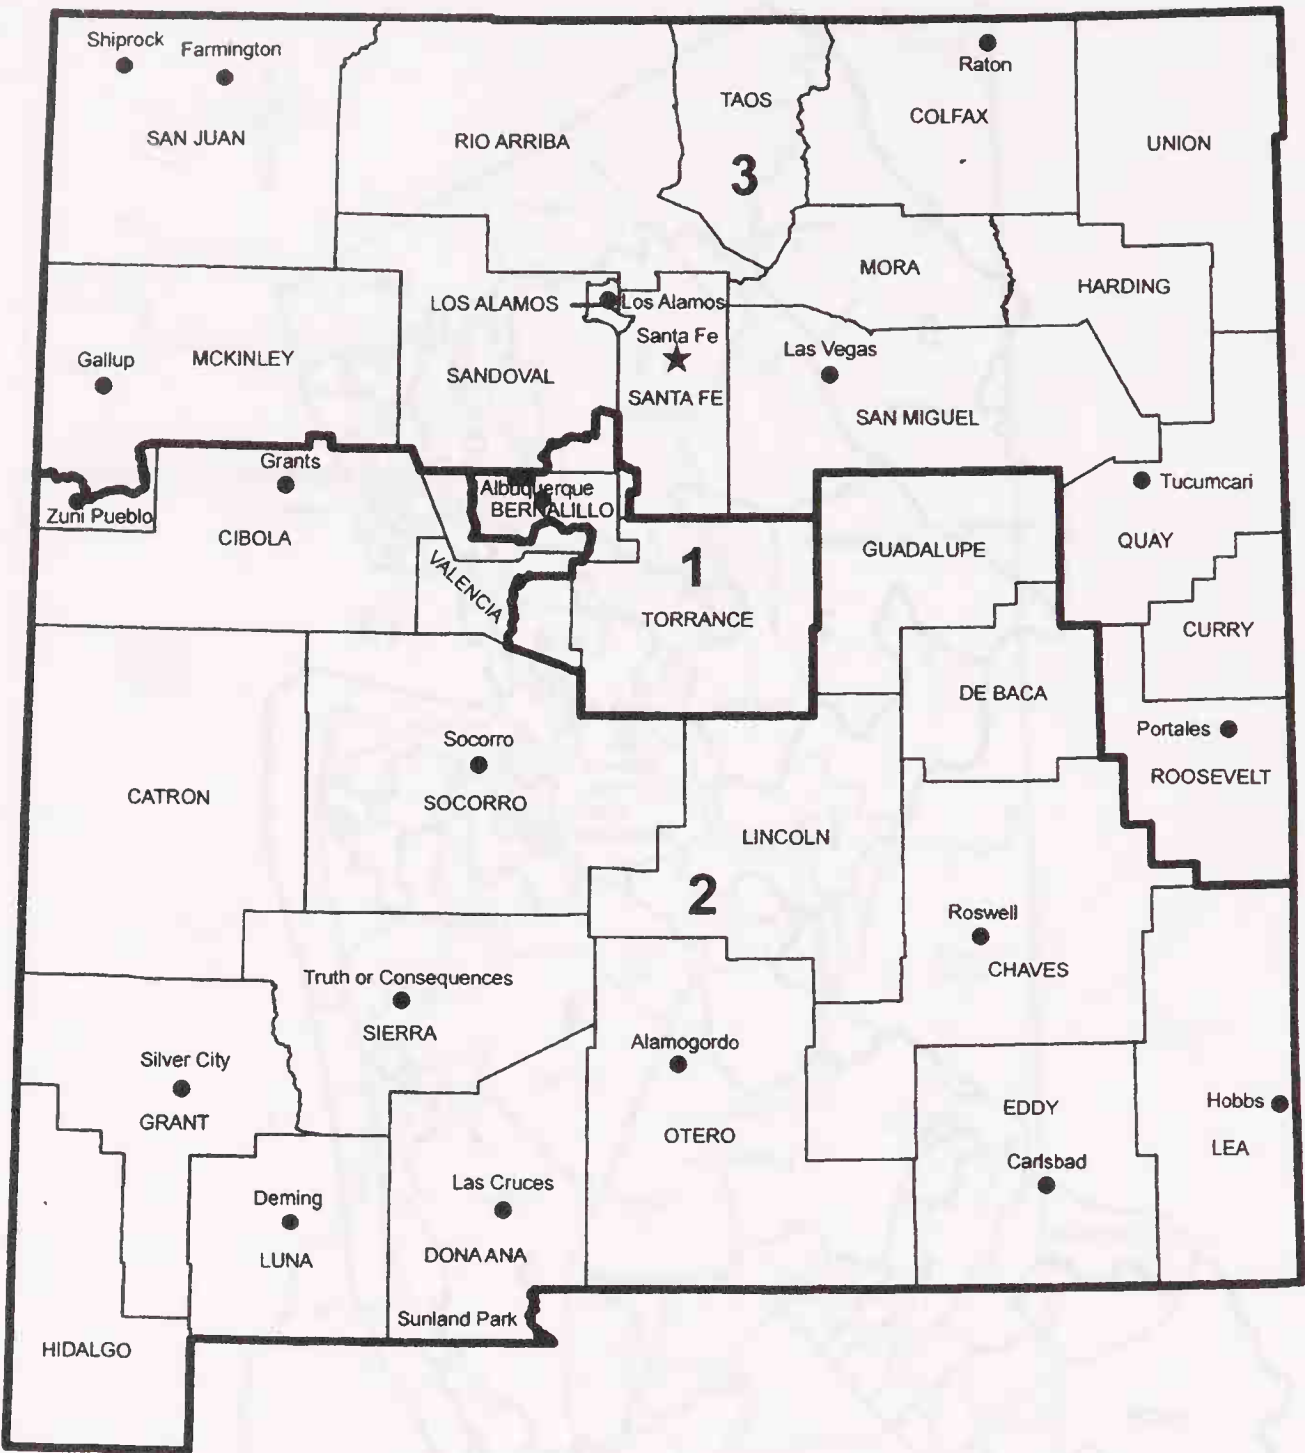 Shiprock
Farmington
SAN JUAN
RIO ARRIBA
TAOS
3
Raton
COLFAX
UNION
MORA
HARDING
LOS ALAMOS
Los Alamos
Santa Fe
SANTA FE
Las Vegas
SAN MIGUEL
Gallup
MCKINLEY
SANDOVAL
Grants
Zuni Pueblo
CIBOLA
Albuquerque
BERNALILLO
VALENCIA
1
TORRANCE
GUADALUPE
Tucumcari
QUAY
CURRY
DE BACA
Portales
ROOSEVELT
CATRON
Socorro
SOCORRO
LINCOLN
2
Roswell
CHAVES
Truth or Consequences
SIERRA
Alamogordo
OTERO
Silver City
GRANT
EDDY
Carlsbad
Hobbs
LEA
Deming
LUNA
Las Cruces
DONA ANA
Sunland Park
HIDALGO